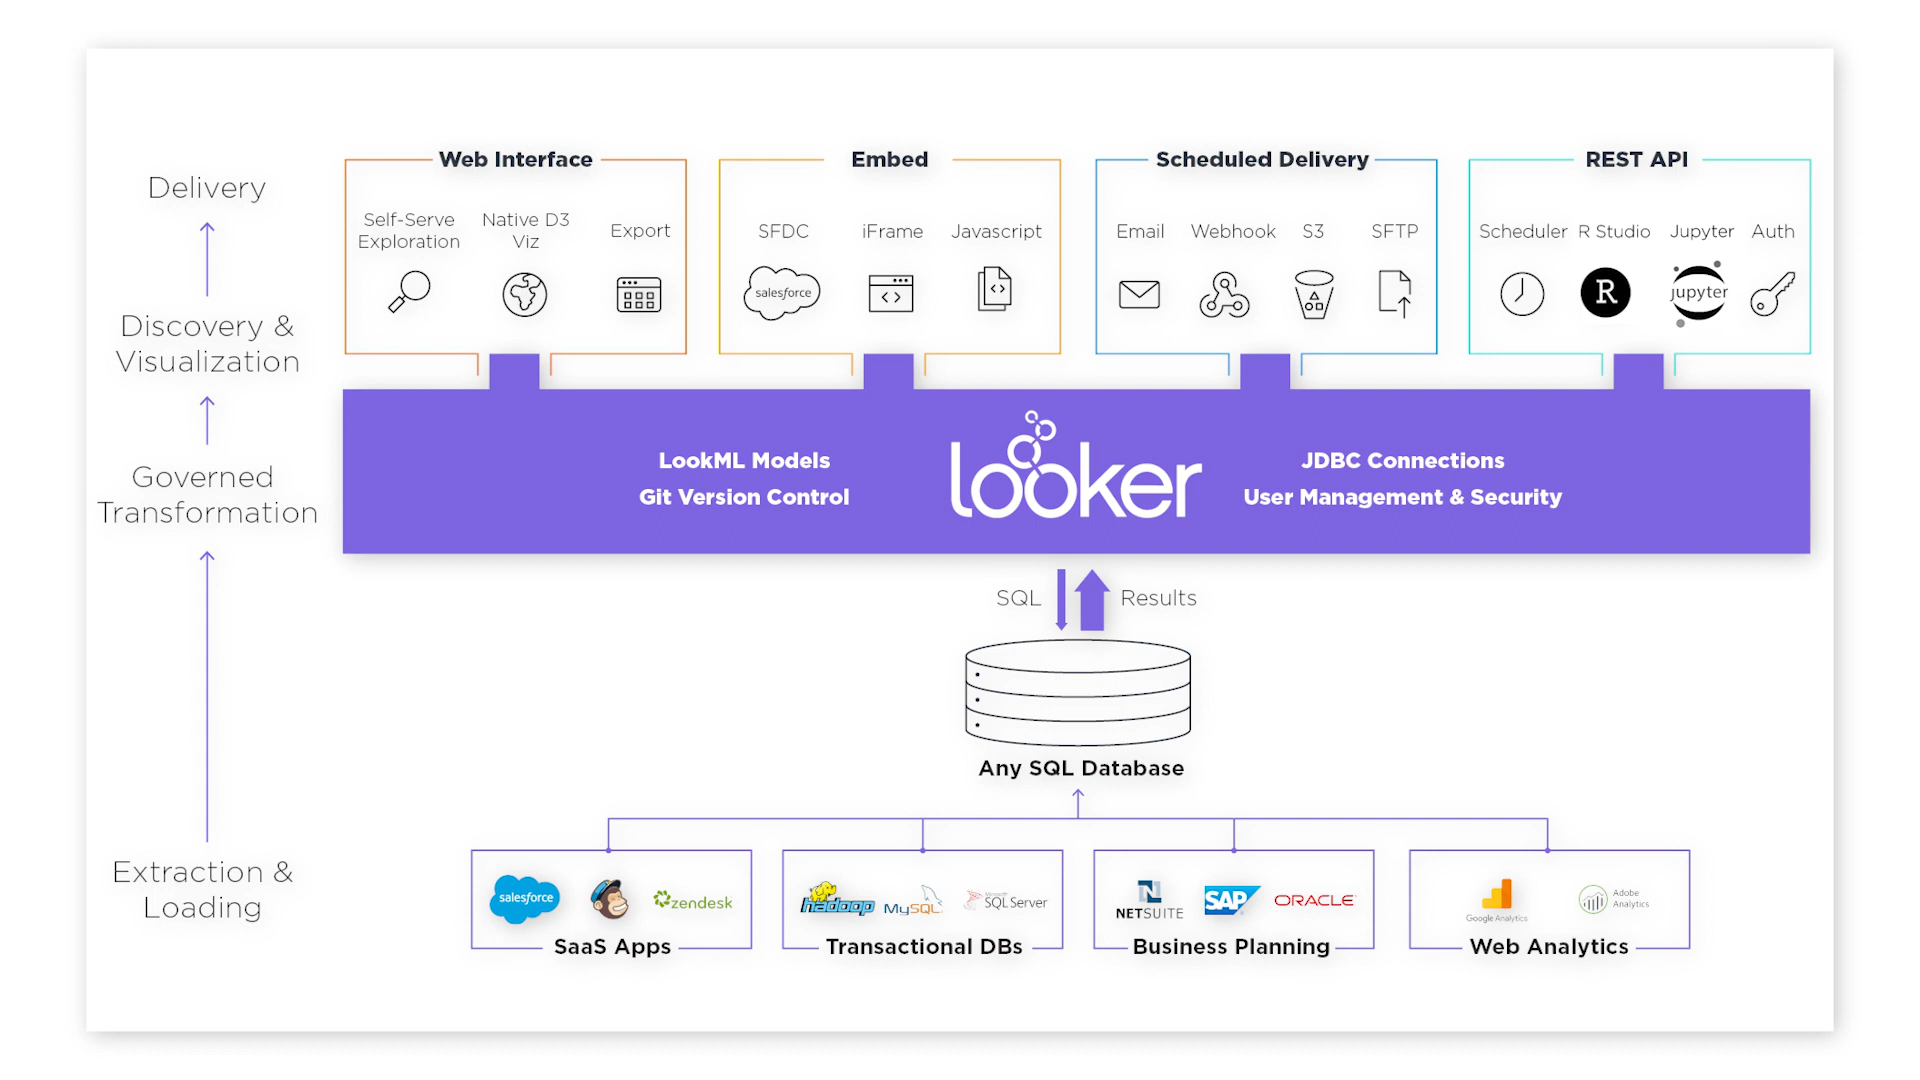 Delivery
Discovery &
Visualization
Governed
Transformation
Extraction &
Loading
Web Interface
Self-Serve
Exploration
Native D3
Viz
Export
Embed
SFDC
iFrame
Javascript
salesforce
Scheduled Delivery
Email
Webhook
S3
SFTP
REST API
Scheduler
R Studio
Jupyter
Auth
R
jupyter
LookML Models
Git Version Control
looker
JDBC Connections
User Management & Security
SQL
Results
Any SQL Database
salesforce
zendesk
SaaS Apps
hadoop
MySQL
Microsoft
SQL Server
Transactional DBs
N
NETSUITE
SAP
ORACLE
Business Planning
Google Analytics
Adobe
Analytics
Web Analytics